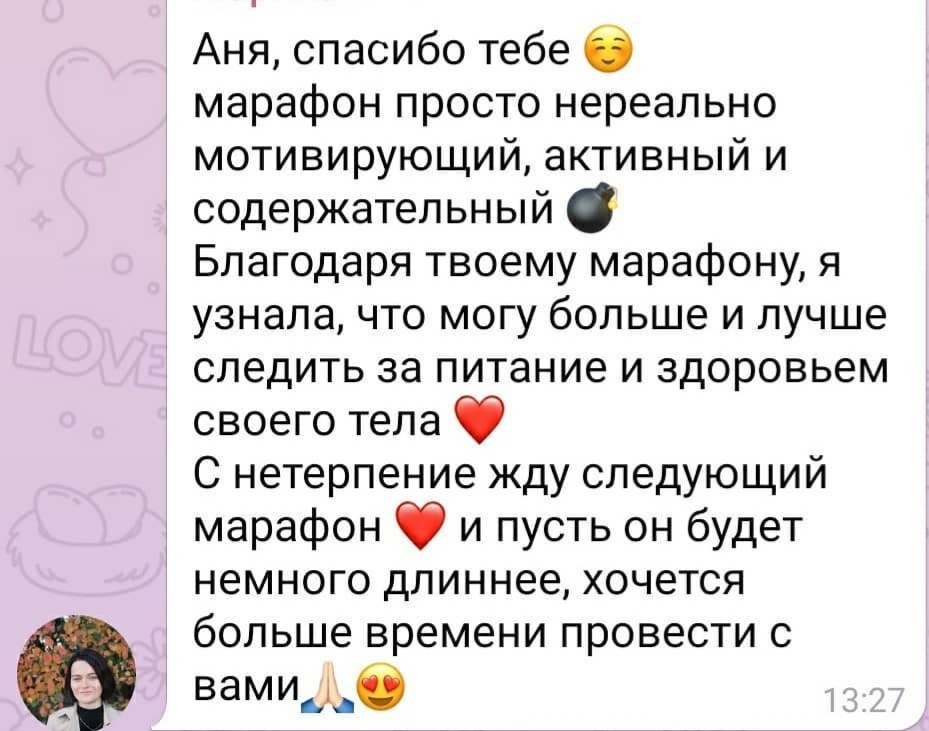 Аня, спасибо тебе ☺️
марафон просто нереально
мотивирующий, активный и
содержательный 💣
Благодаря твоему марафону, я
узнала, что могу больше и лучше
следить за питание и здоровьем
своего тела ❤️
С нетерпение жду следующий
марафон ❤️ и пусть он будет
немного длиннее, хочется
больше времени провести с
вами🙏🏻😍
13:27
LOVE